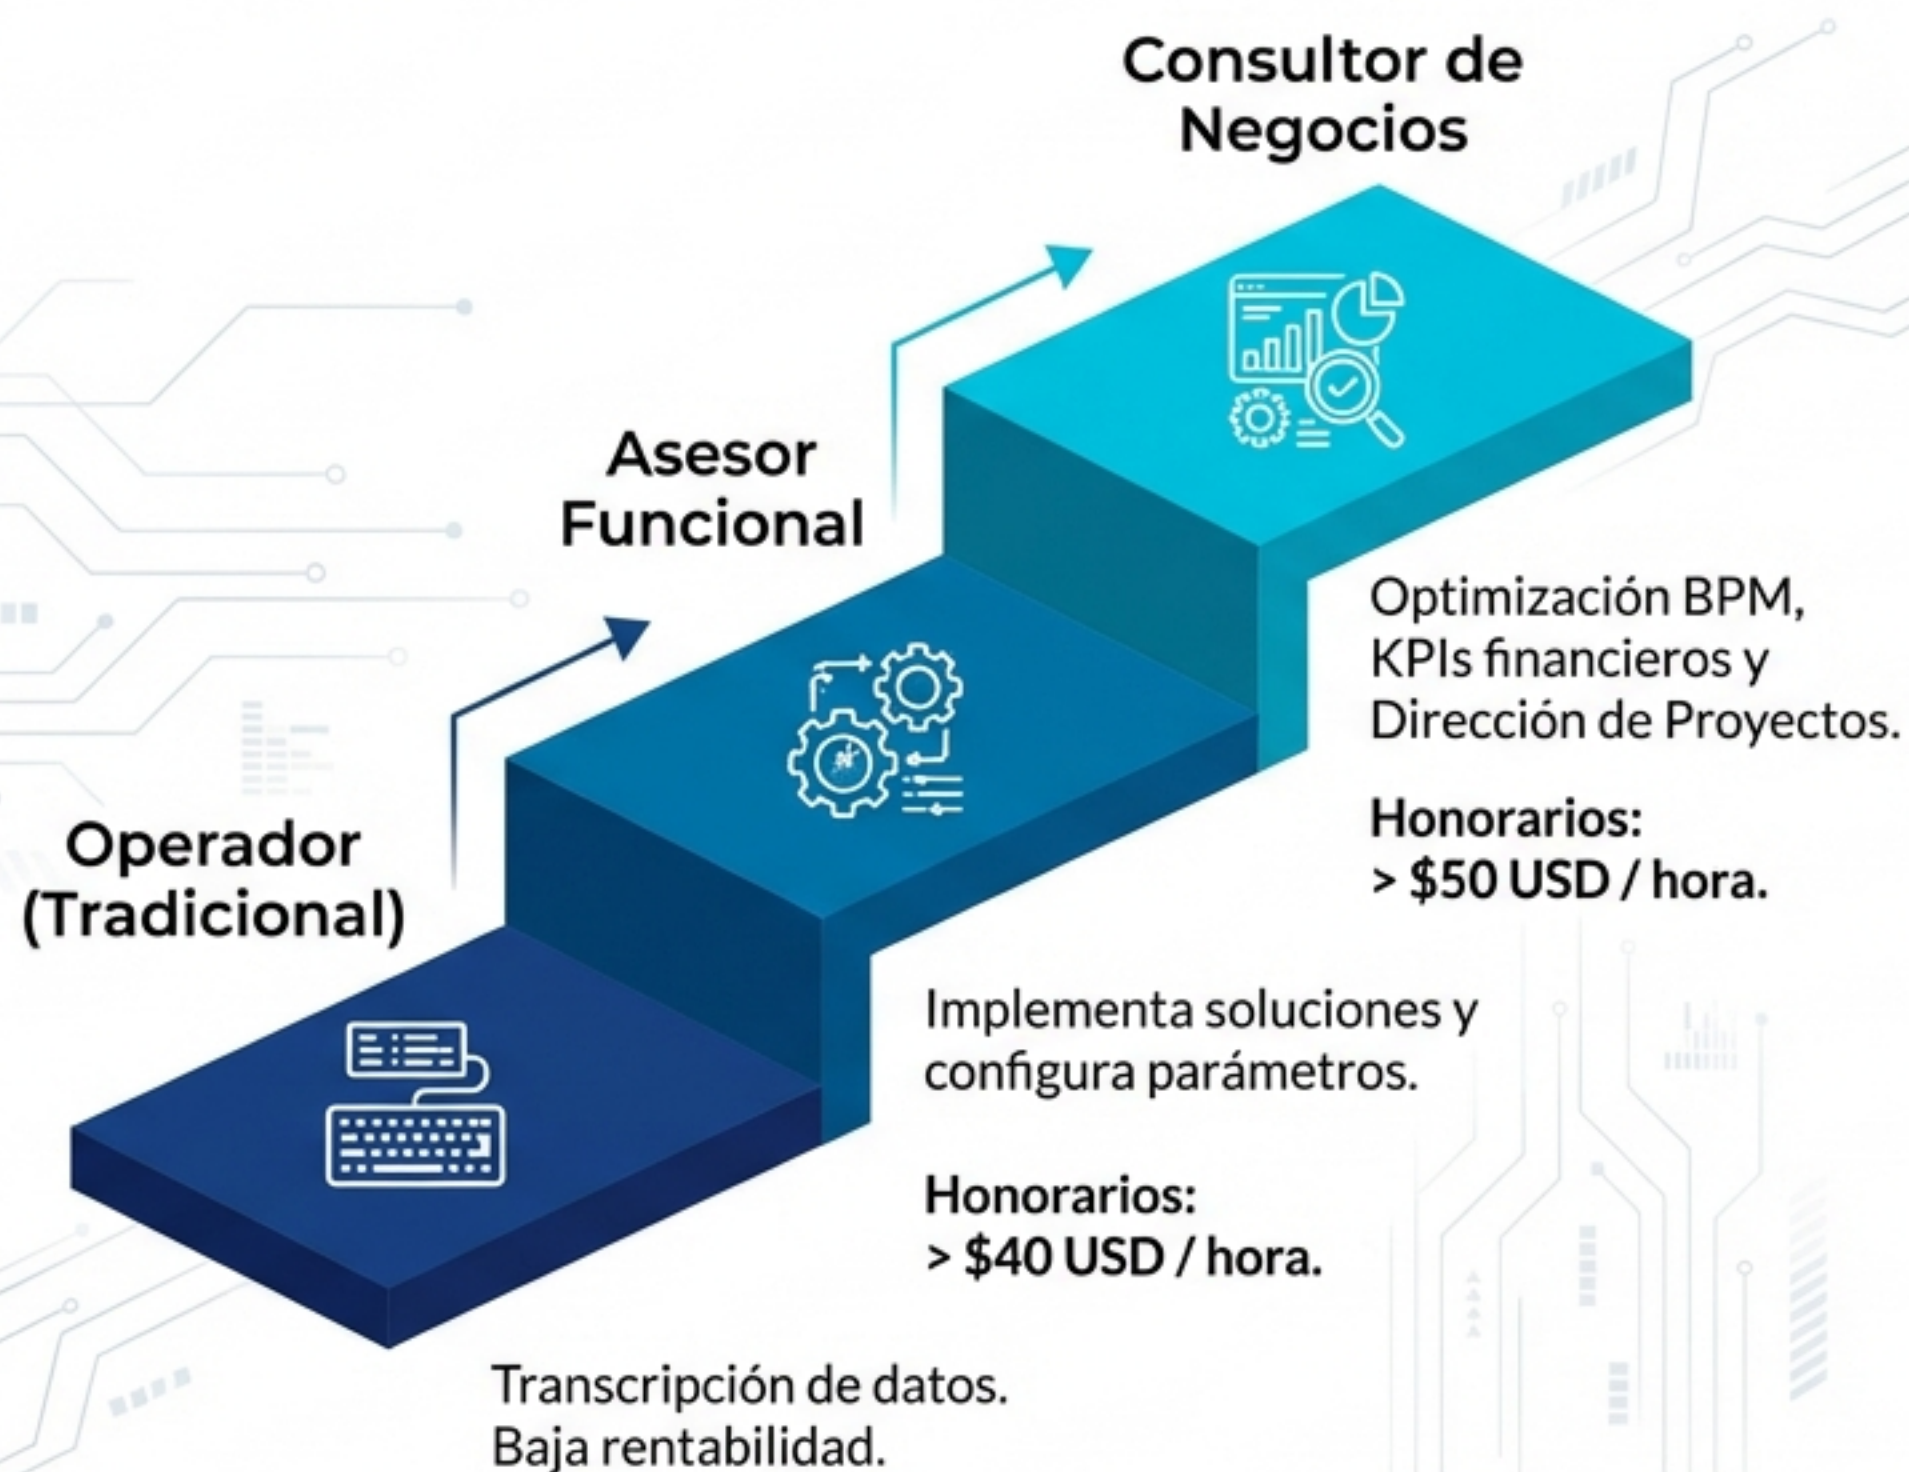 Consultor de
Negocios
Asesor
Funcional
Optimización BPM,
KPIs financieros y
Dirección de Proyectos.
Honorarios:
> $50 USD / hora.
Operador
(Tradicional)
Implementa soluciones y
configura parámetros.
Honorarios:
> $40 USD / hora.
Transcripción de datos.
Baja rentabilidad.